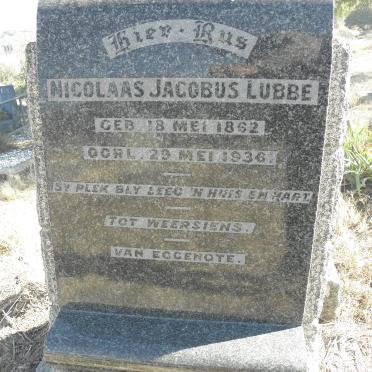 Hier Rus
NICOLAAS JACOBUS LUBBE
GEB. 18 MEI 1862
OORL. 29 MEI 1936.
SY PLEK BLY LEEG IN HUIS EN HART
TOT WEERSIENS.
VAN EGGENOTE.